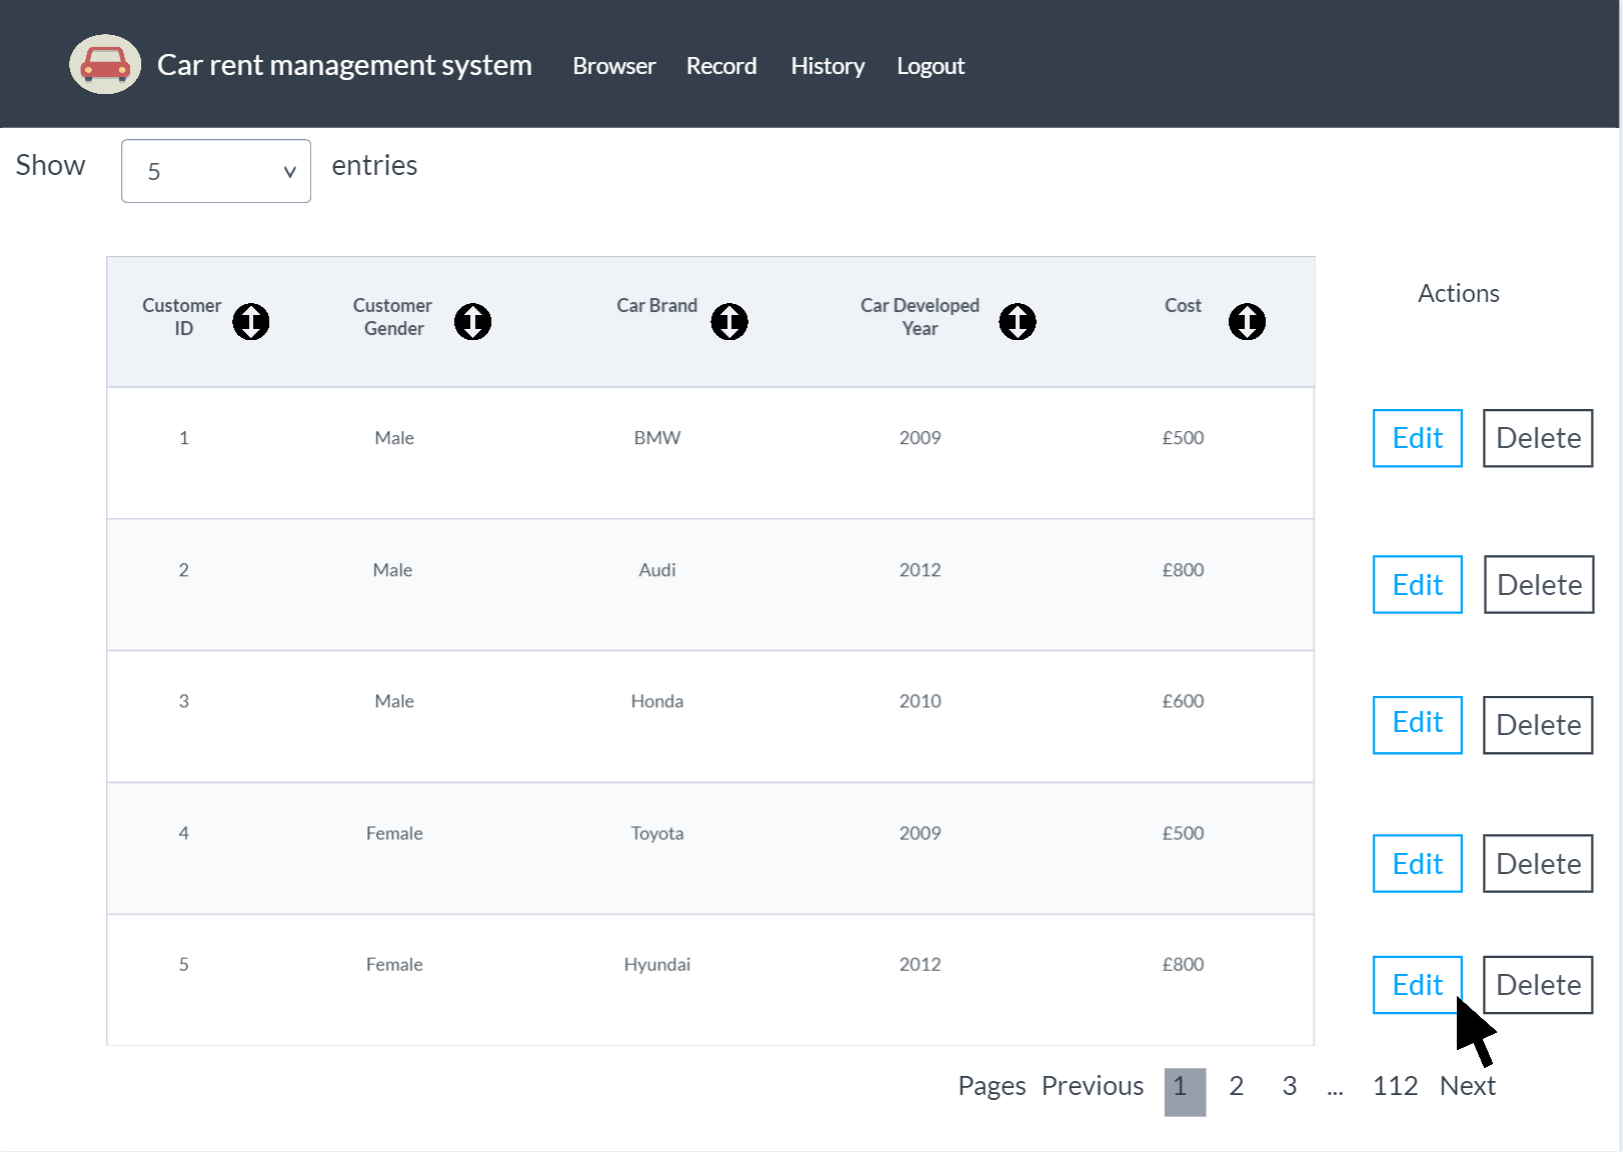 Car rent management system Browser Record History Logout
Show 5 entries
Customer ID Customer Gender Car Brand Car Developed Year Cost Actions
1 Male BMW 2009 £500 Edit Delete
2 Male Audi 2012 £800 Edit Delete
3 Male Honda 2010 £600 Edit Delete
4 Female Toyota 2009 £500 Edit Delete
5 Female Hyundai 2012 £800 Edit Delete
Pages Previous 1 2 3 ... 112 Next